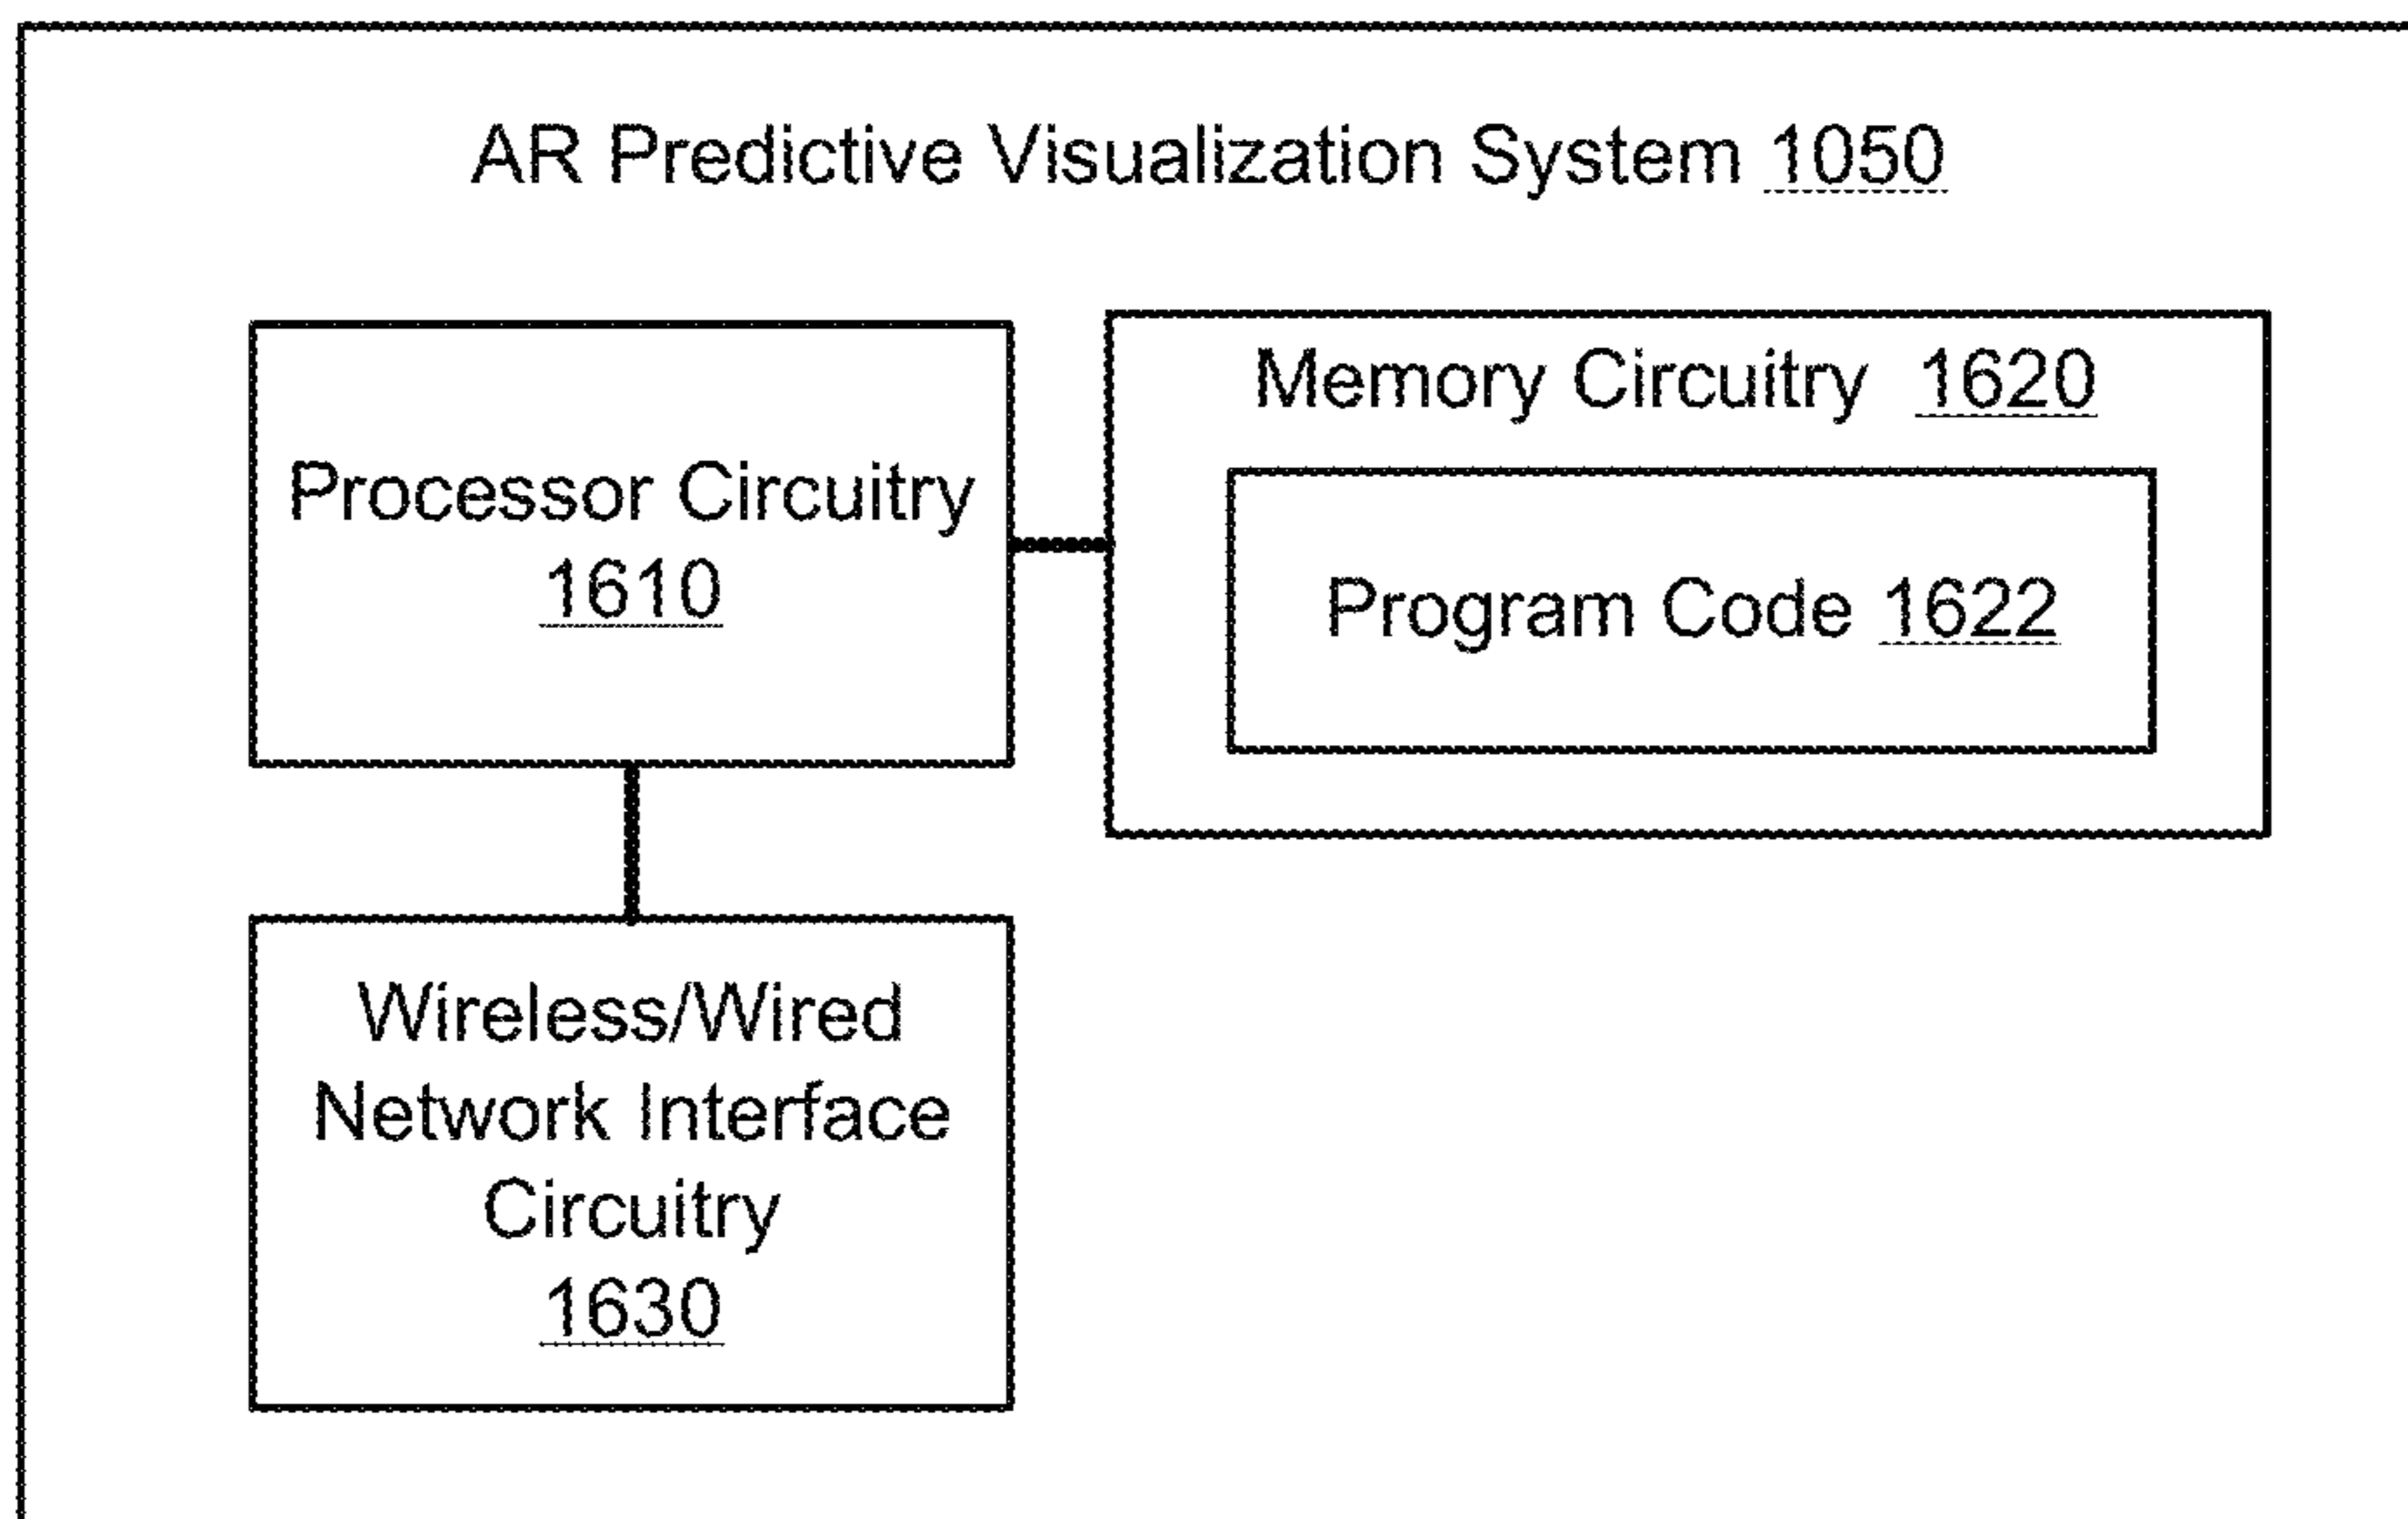 AR Predictive Visualization System 1050
Processor Circuitry
1610
Memory Circuitry 1620
Program Code 1622
Wireless/Wired
Network Interface
Circuitry
1630